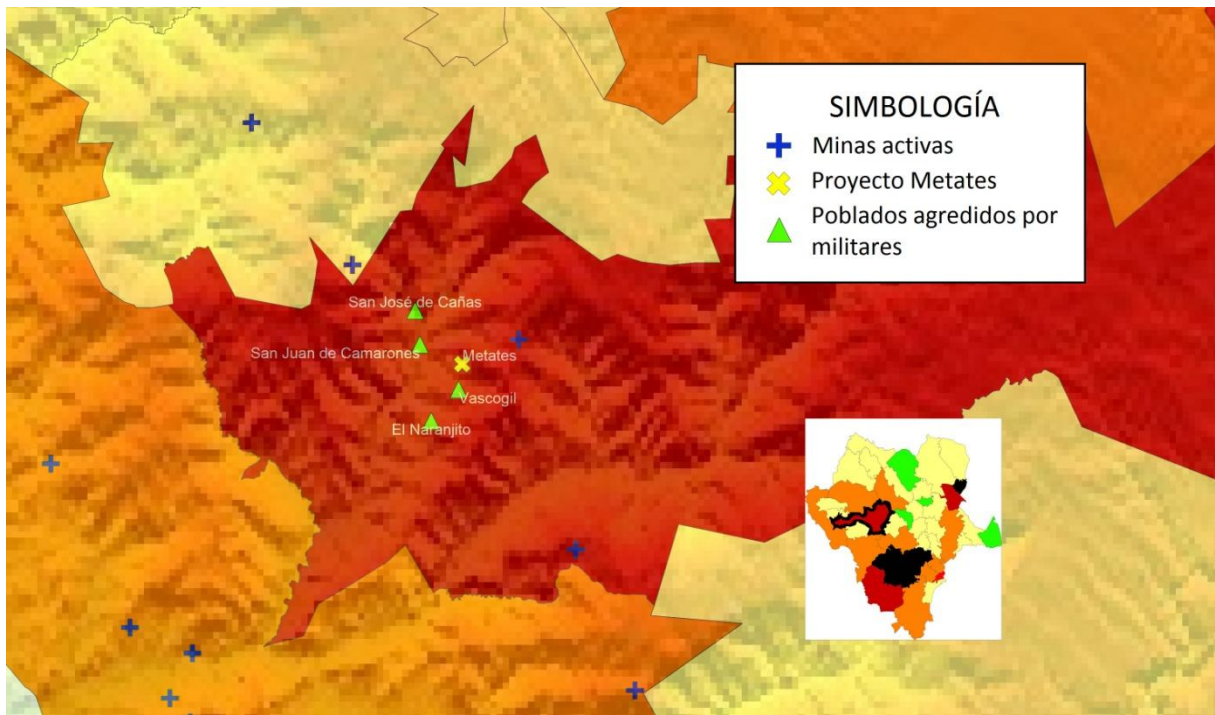 SIMBOLOGÍA
Minas activas
Proyecto Metates
Poblados agredidos por
militares
San José de Cañas
San Juan de Camarones
Metates
Vascogil
El Naranjito